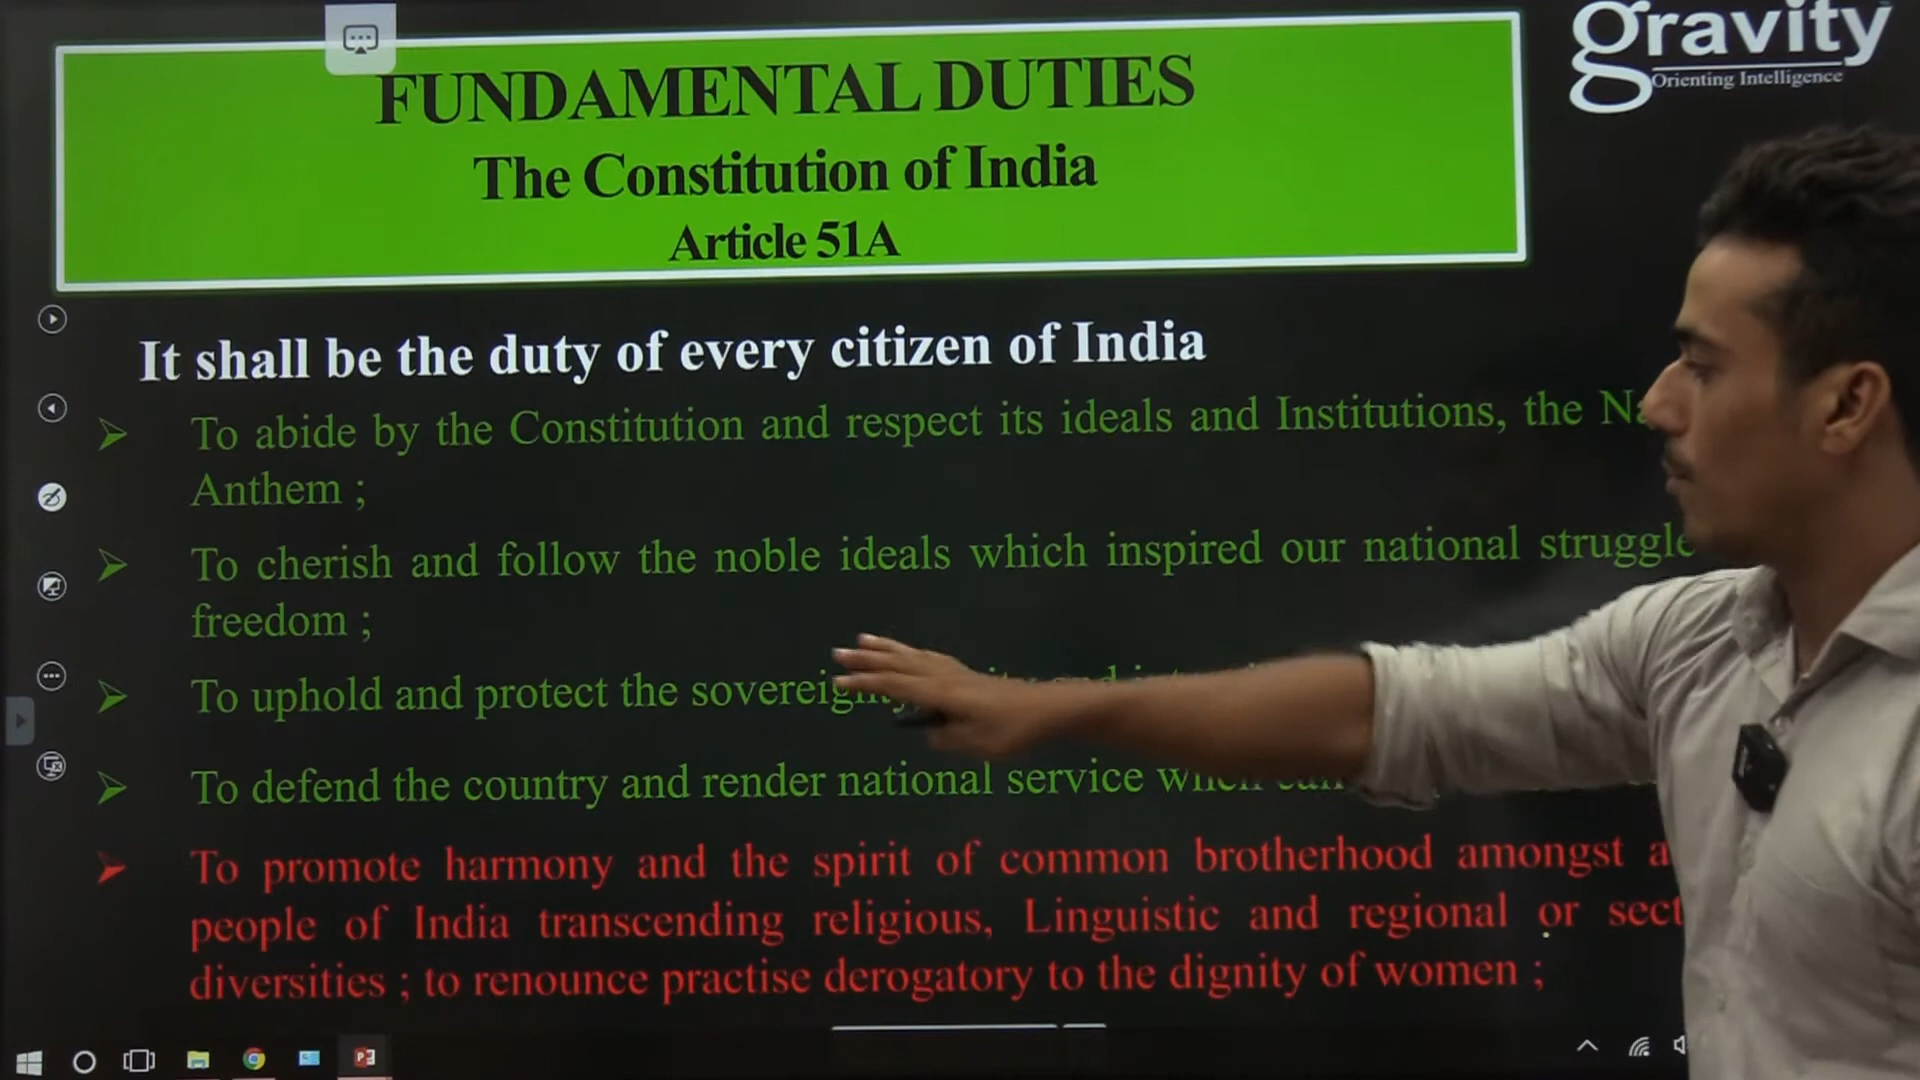 gravity
Orienting Intelligence
FUNDAMENTAL DUTIES
The Constitution of India
Article 51A
It shall be the duty of every citizen of India
To abide by the Constitution and respect its ideals and Institutions, the
Anthem ;
To cherish and follow the noble ideals which inspired our national struggle
freedom ;
To uphold and protect the and
To defend the country and render national service
To promote harmony and the spirit of common brotherhood amongst
people of India transcending religious, Linguistic and regional or
diversities ; to renounce practise derogatory to the dignity of women ;